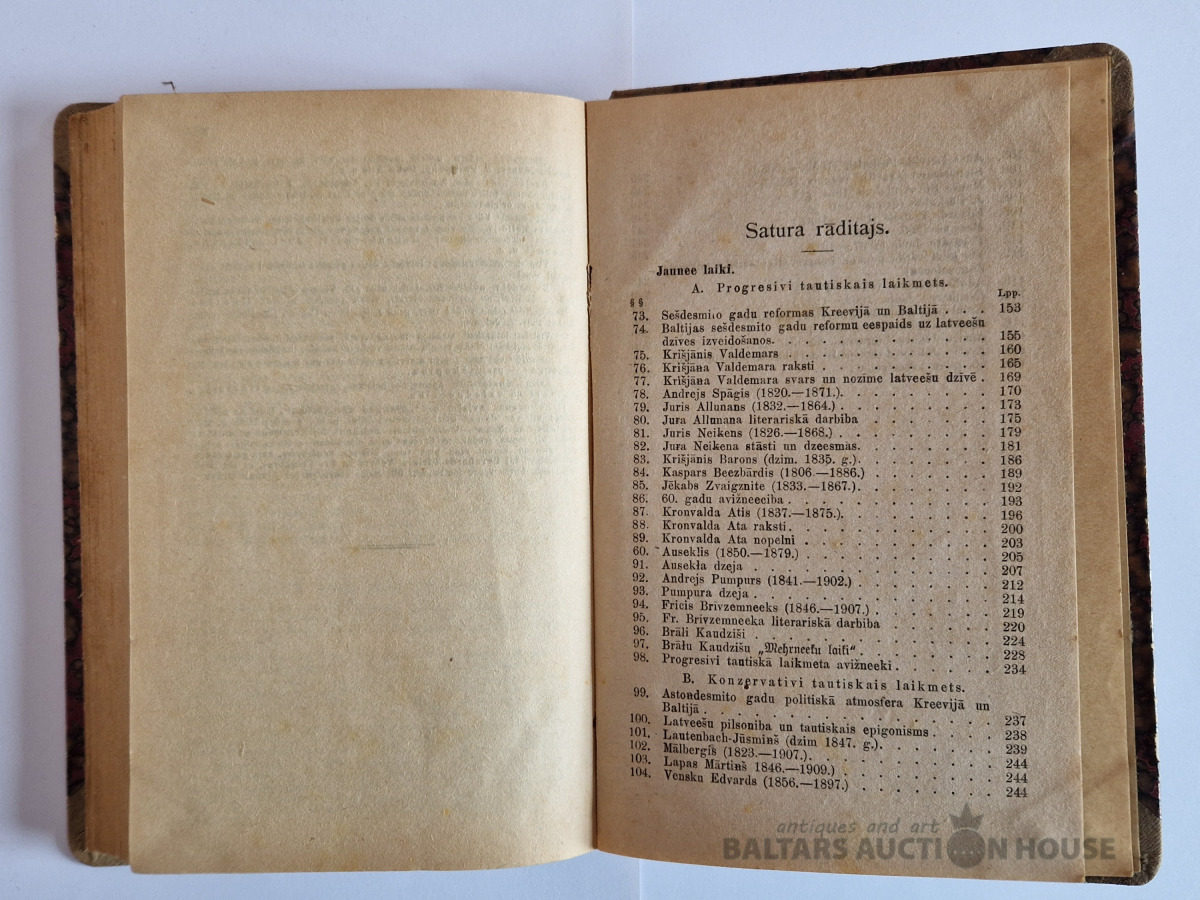 Satura rādītajs.
Jaunee laiki.
A. Progresivi tautiskais laikmets.
§§ Lpp.
73. Sešdesmito gadu reformas Kreevijā un Baltijā . . . 153
74. Baltijas sešdesmito gadu reformu eespaids uz latveešu
dzīves izveidošanos. . . . . . . . . . . . . . 155
75. Krišjānis Valdemars . . . . . . . . . . . . . 160
76. Krišjāna Valdemara raksti . . . . . . . . . . 165
77. Krišjāna Valdemara svars un nozīme latveešu dzīvē . 169
78. Andrejs Spāgis (1820.—1871.). . . . . . . . . 170
79. Juris Allunans (1832.—1864.) . . . . . . . . . 173
80. Jura Allunana literariskā darbiba . . . . . . . 175
81. Juris Neikens (1826.—1868.) . . . . . . . . . 179
82. Jura Neikena stāsti un dzeesmas. . . . . . . . 181
83. Krišjānis Barons (dzim. 1835. g.). . . . . . . . 186
84. Kaspars Beezbārdis (1806.—1886.) . . . . . . . 189
85. Jēkabs Zvaigznite (1833.—1867.). . . . . . . . 192
86. 60. gadu avižneeciba . . . . . . . . . . . . 193
87. Kronvalda Atis (1837.—1875.). . . . . . . . . 196
88. Kronvalda Ata raksti. . . . . . . . . . . . . 200
89. Kronvalda Ata nopelni . . . . . . . . . . . . 203
60. Auseklis (1850.—1879.) . . . . . . . . . . . 205
91. Ausekļa dzeja . . . . . . . . . . . . . . . 207
92. Andrejs Pumpurs (1841.—1902.) . . . . . . . . 212
93. Pumpura dzeja . . . . . . . . . . . . . . . 214
94. Fricis Brīvzemneeks (1846.—1907.) . . . . . . . 219
95. Fr. Brīvzemneeka literariskā darbiba . . . . . . 220
96. Brāli Kaudziši . . . . . . . . . . . . . . . 224
97. Brāļu Kaudzišu „Mehrneeku laiki“ . . . . . . . 228
98. Progresivi tautiskā laikmeta avižneeki . . . . . . 234
B. Konzervativi tautiskais laikmets.
99. Astoņdesmito gadu politiskā atmosfera Kreevijā un
Baltijā . . . . . . . . . . . . . . . . . . 237
100. Latveešu pilsoniba un tautiskais epigonisms . . . . 238
101. Lautenbach-Jūsmiņš (dzim 1847. g.). . . . . . . 239
102. Mālberģis (1823.—1907.). . . . . . . . . . . 244
103. Lapas Mārtiņš 1846.—1909.) . . . . . . . . . 244
104. Vensku Edvards (1856.—1897.) . . . . . . . . 244
antiques and art
BALTARS AUCTION HOUSE